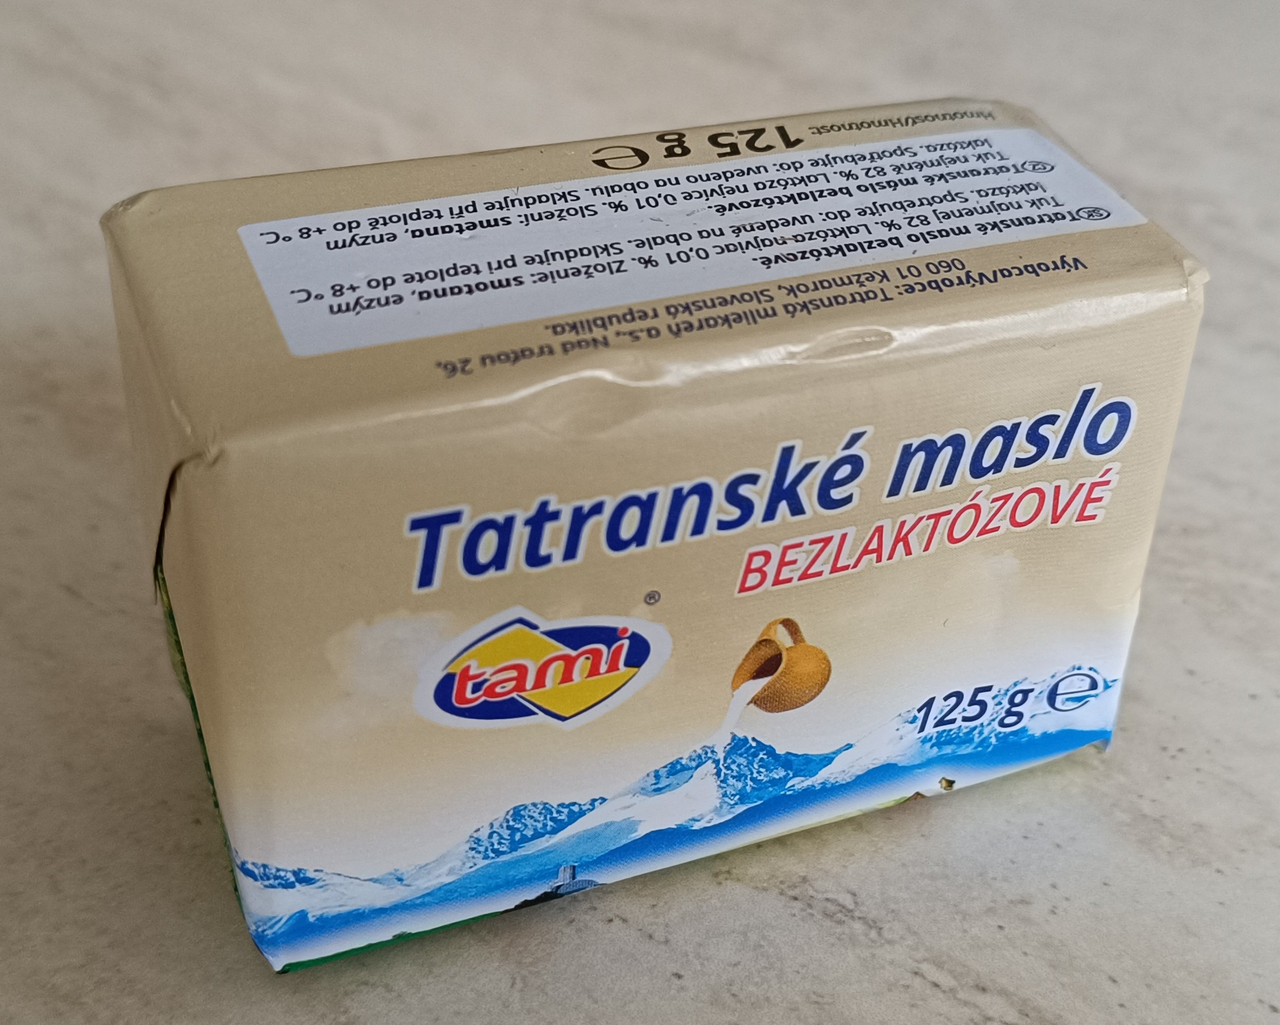 Hmotnosť/Hmotnost: 125 g ℮
CZ Tatranské máslo bezlaktózové.
Tuk nejméně 82 %. Laktóza nejvíce 0,01 %. Složení: smetana, enzym
laktáza. Spotřebujte do: uvedeno na obalu. Skladujte při teplotě do +8 °C.
SK Tatranské maslo bezlaktózové.
Tuk najmenej 82 %. Laktóza najviac 0,01 %. Zloženie: smotana, enzým
laktáza. Spotrebujte do: uvedené na obale. Skladujte pri teplote do +8 °C.
Výrobca/Výrobce: Tatranská mliekareň a.s., Nad traťou 26,
060 01 Kežmarok, Slovenská republika.
Tatranské maslo
BEZLAKTÓZOVÉ
tami ®
125 g ℮